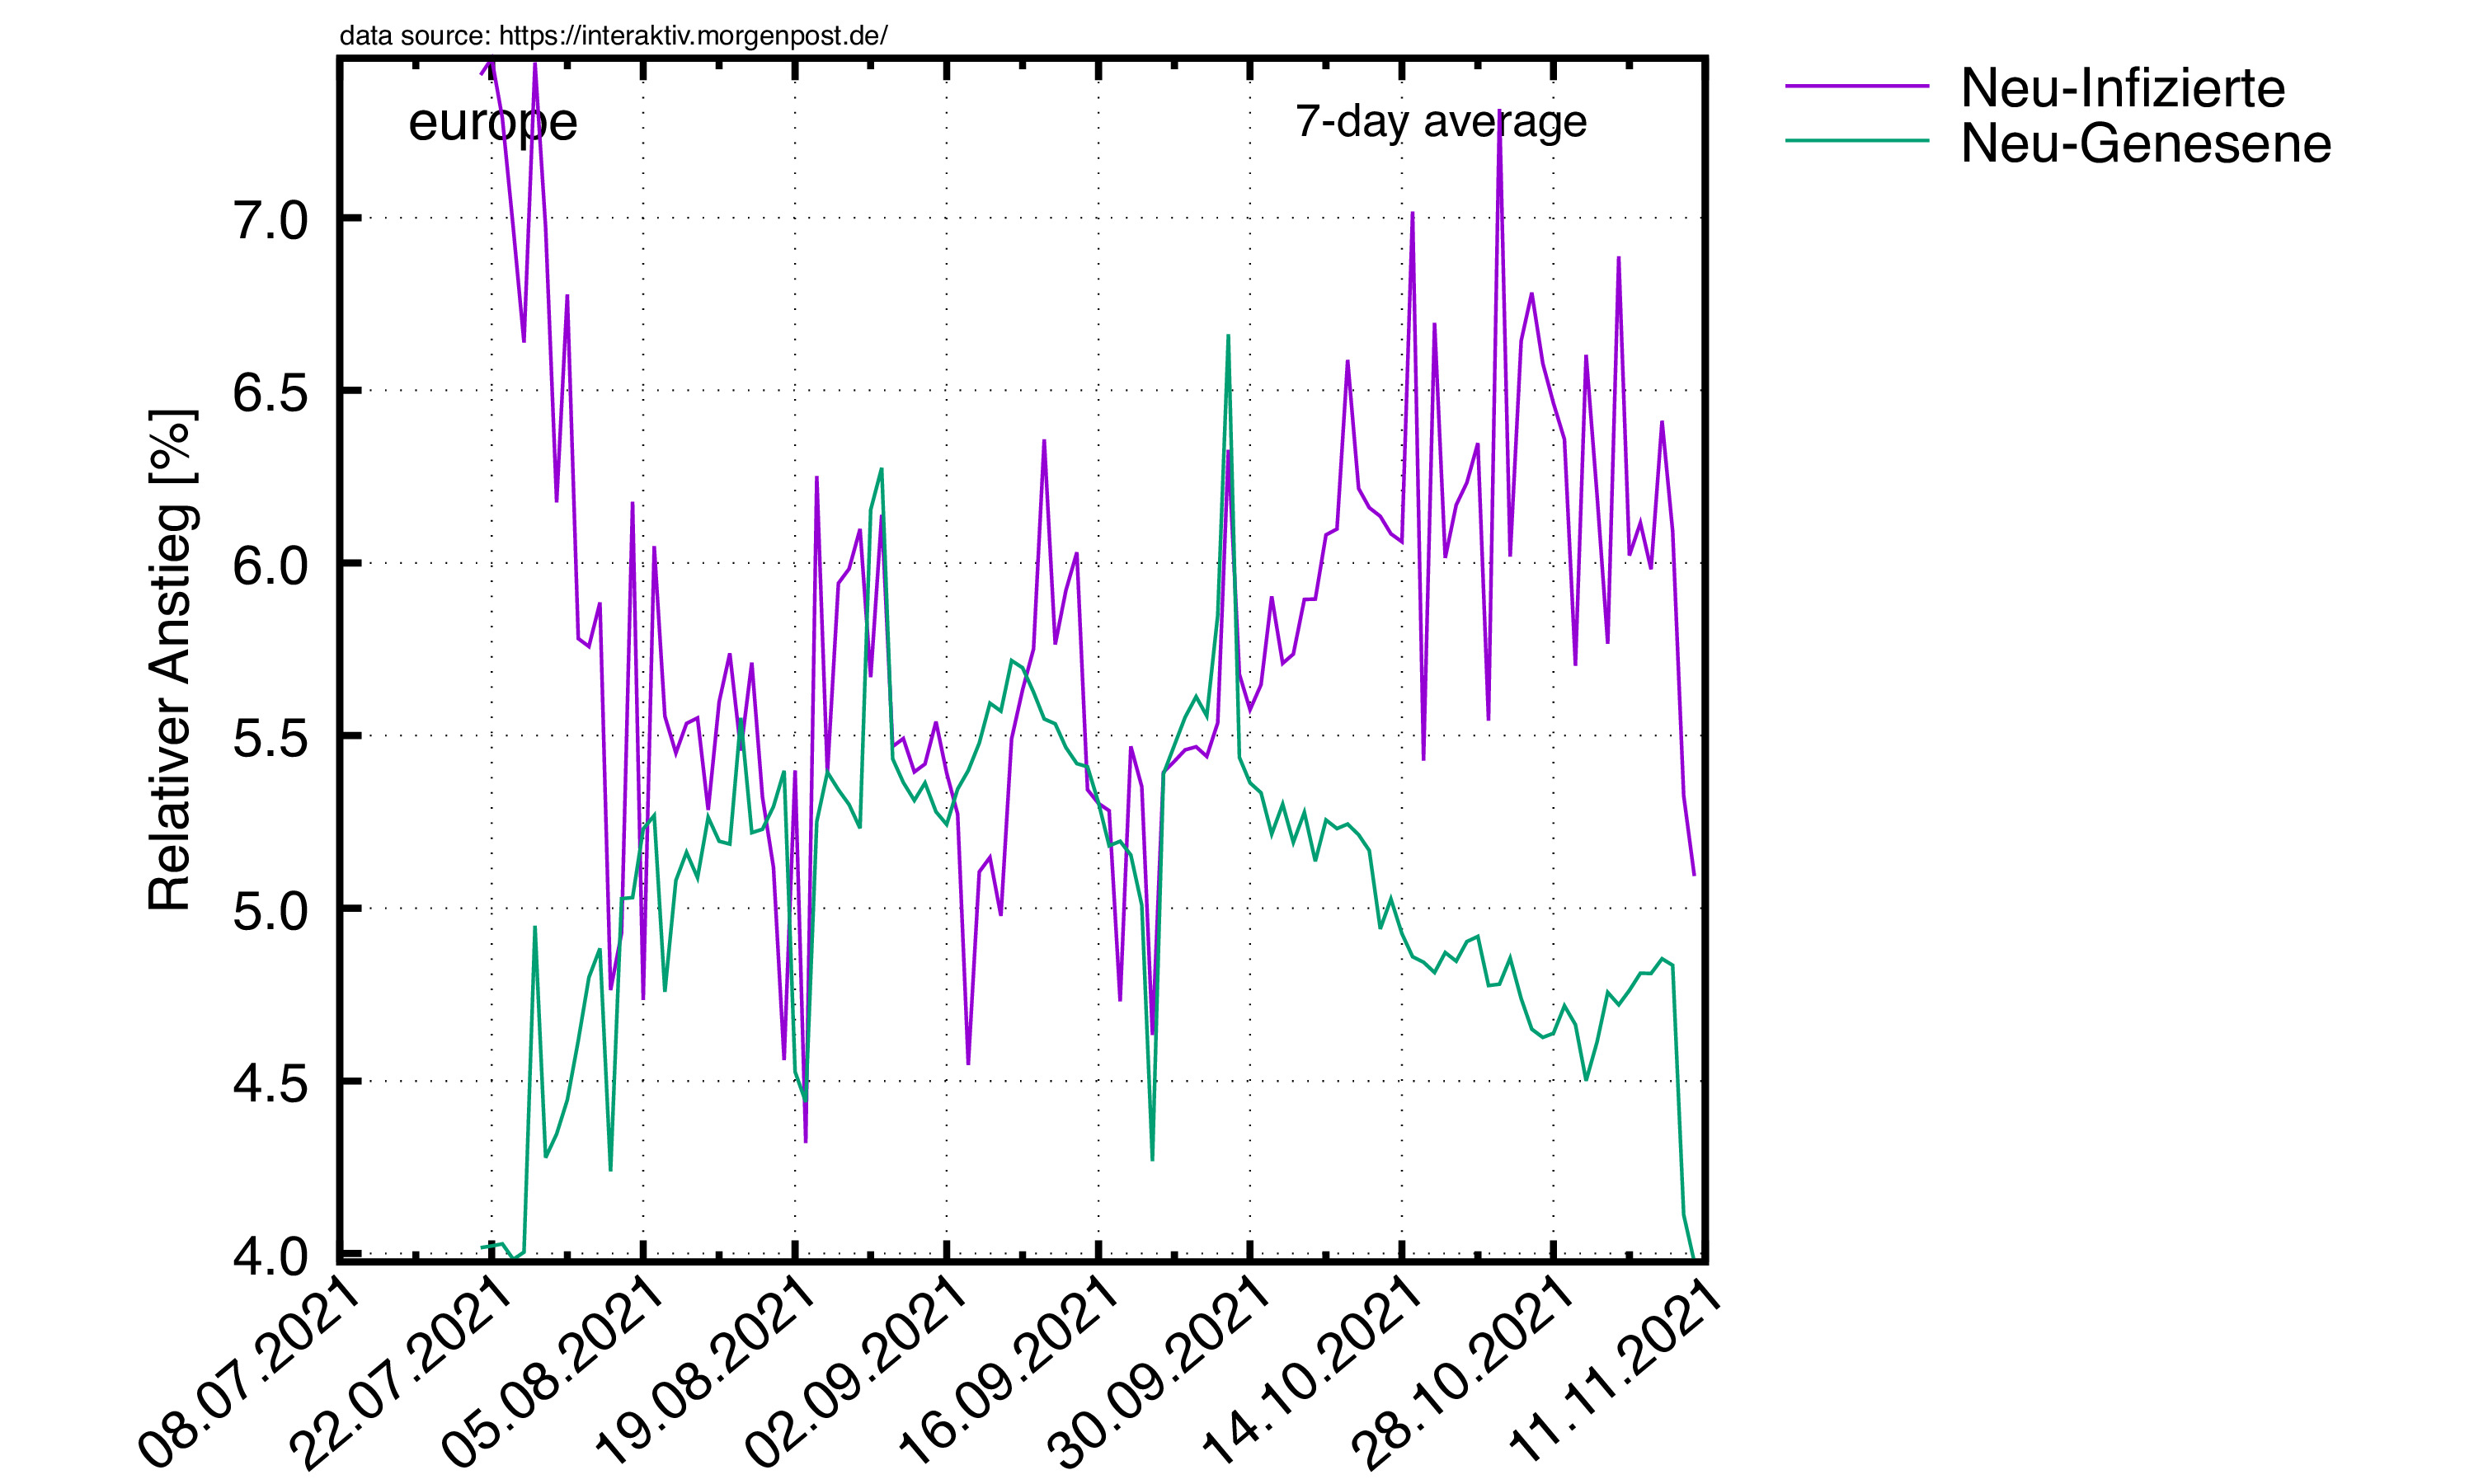 data source: https://interaktiv.morgenpost.de/
europe
7-day average
Neu-Infizierte
Neu-Genesene
Relativer Anstieg [%]
7.0
6.5
6.0
5.5
5.0
4.5
4.0
08.07.2021
22.07.2021
05.08.2021
19.08.2021
02.09.2021
16.09.2021
30.09.2021
14.10.2021
28.10.2021
11.11.2021